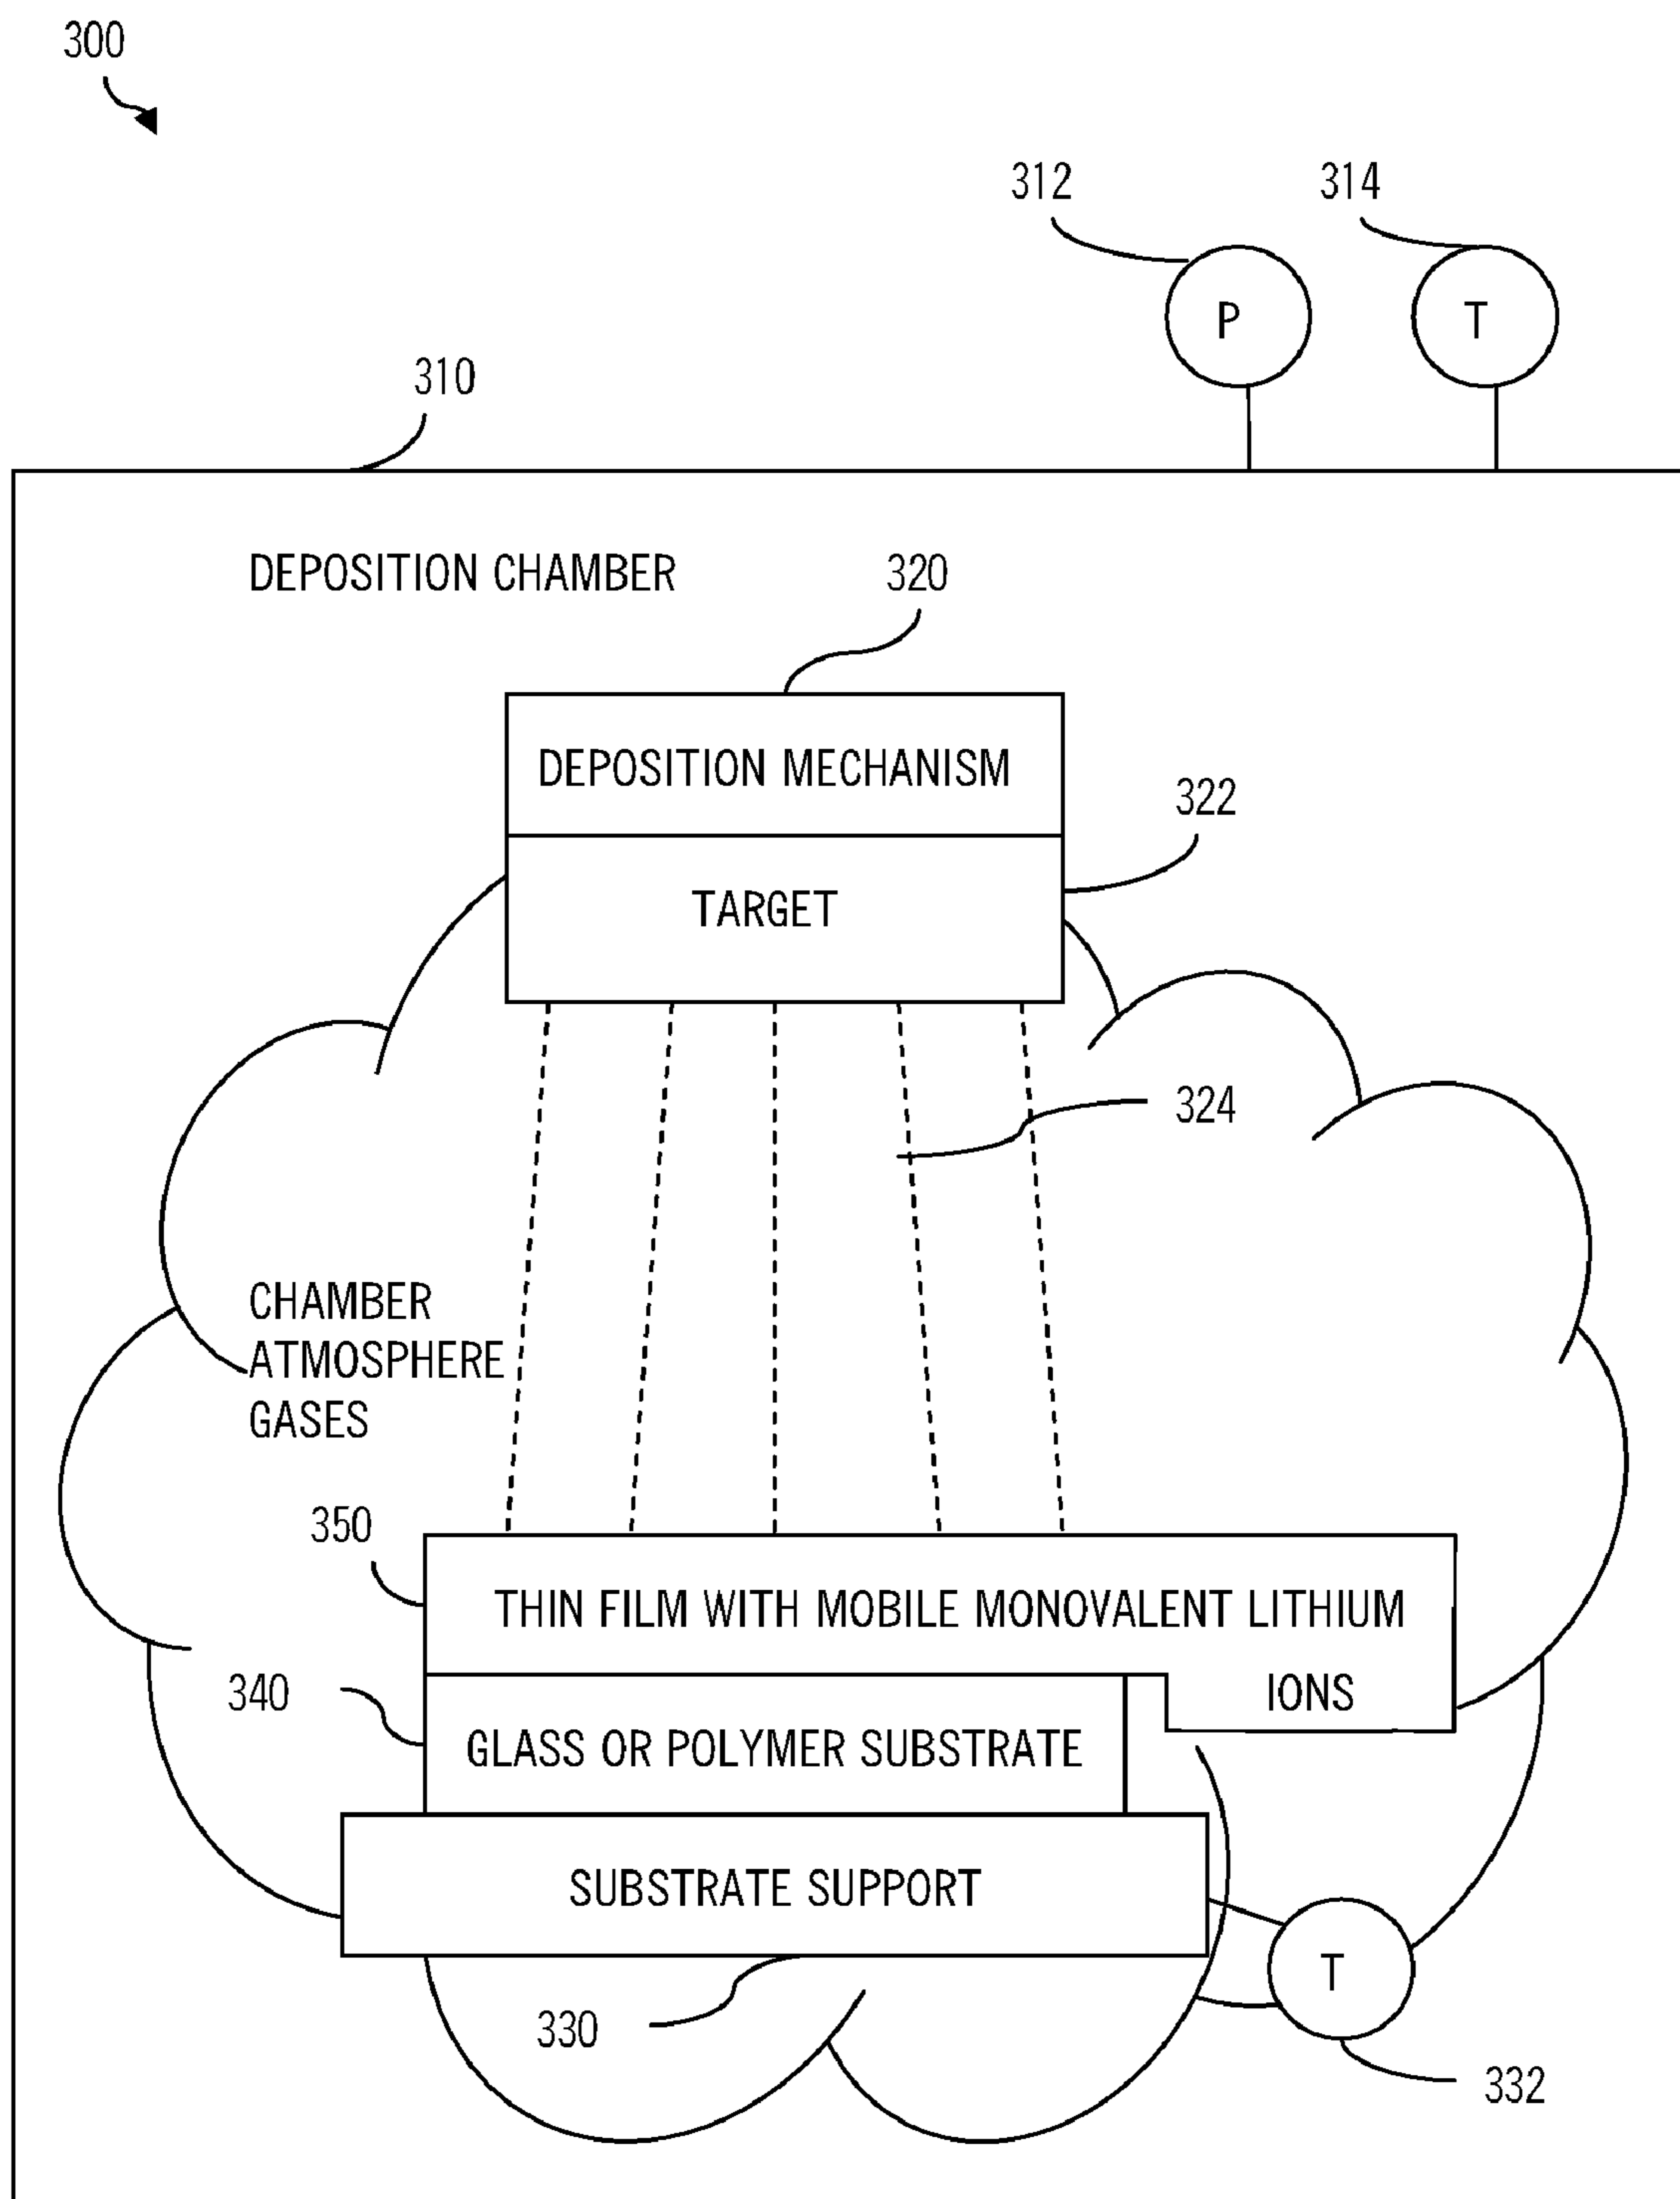 300
312
314
P
T
310
DEPOSITION CHAMBER
320
DEPOSITION MECHANISM
322
TARGET
324
CHAMBER
ATMOSPHERE
GASES
350
THIN FILM WITH MOBILE MONOVALENT LITHIUM
IONS
340
GLASS OR POLYMER SUBSTRATE
SUBSTRATE SUPPORT
T
330
332